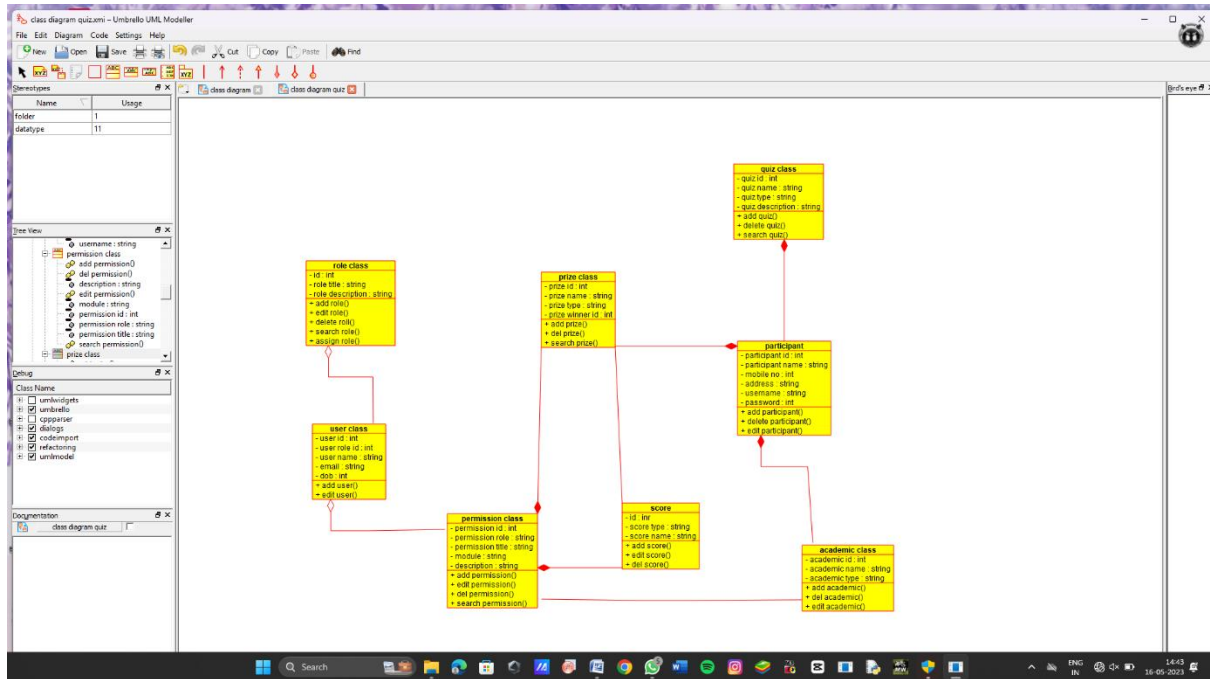 class diagram quiz.xmi – Umbrello UML Modeller
File Edit Diagram Code Settings Help
New Open Save Cut Copy Paste Find
Stereotypes
Name Usage
folder 1
datatype 11
class diagram
class diagram quiz
Bird's eye
Tree View
username : string
permission class
add permission()
del permission()
description : string
edit permission()
module : string
permission id : int
permission role : string
permission title : string
search permission()
prize class
Debug
Class Name
umlwidgets
umbrello
cppparser
dialogs
codeimport
refactoring
umlmodel
Documentation
class diagram quiz
quiz class
- quiz id : int
- quiz name : string
- quiz type : string
- quiz description : string
+ add quiz()
+ delete quiz()
+ search quiz()
role class
- id : int
- role title : string
- role description : string
+ add role()
+ edit role()
+ delete roll()
+ search role()
+ assign role()
prize class
- prize id : int
- prize name : string
- prize type : string
- prize winner id : int
+ add prize()
+ del prize()
+ search prize()
participant
- participant id : int
- participant name : string
- mobile no : int
- address : string
- username : string
- password : int
+ add participant()
+ delete participant()
+ edit participant()
user class
- user id : int
- user role id : int
- user name : string
- email : string
- dob : int
+ add user()
+ edit user()
permission class
- permission id : int
- permission role : string
- permission title : string
- module : string
- description : string
+ add permission()
+ edit permission()
+ del permission()
+ search permission()
score
- id : inr
- score type : string
- score name : string
+ add score()
+ edit score()
+ del score()
academic class
- academic id : int
- academic name : string
- academic type : string
+ add academic()
+ del academic()
+ edit academic()
Search
ENG
IN
14:43
16-05-2023